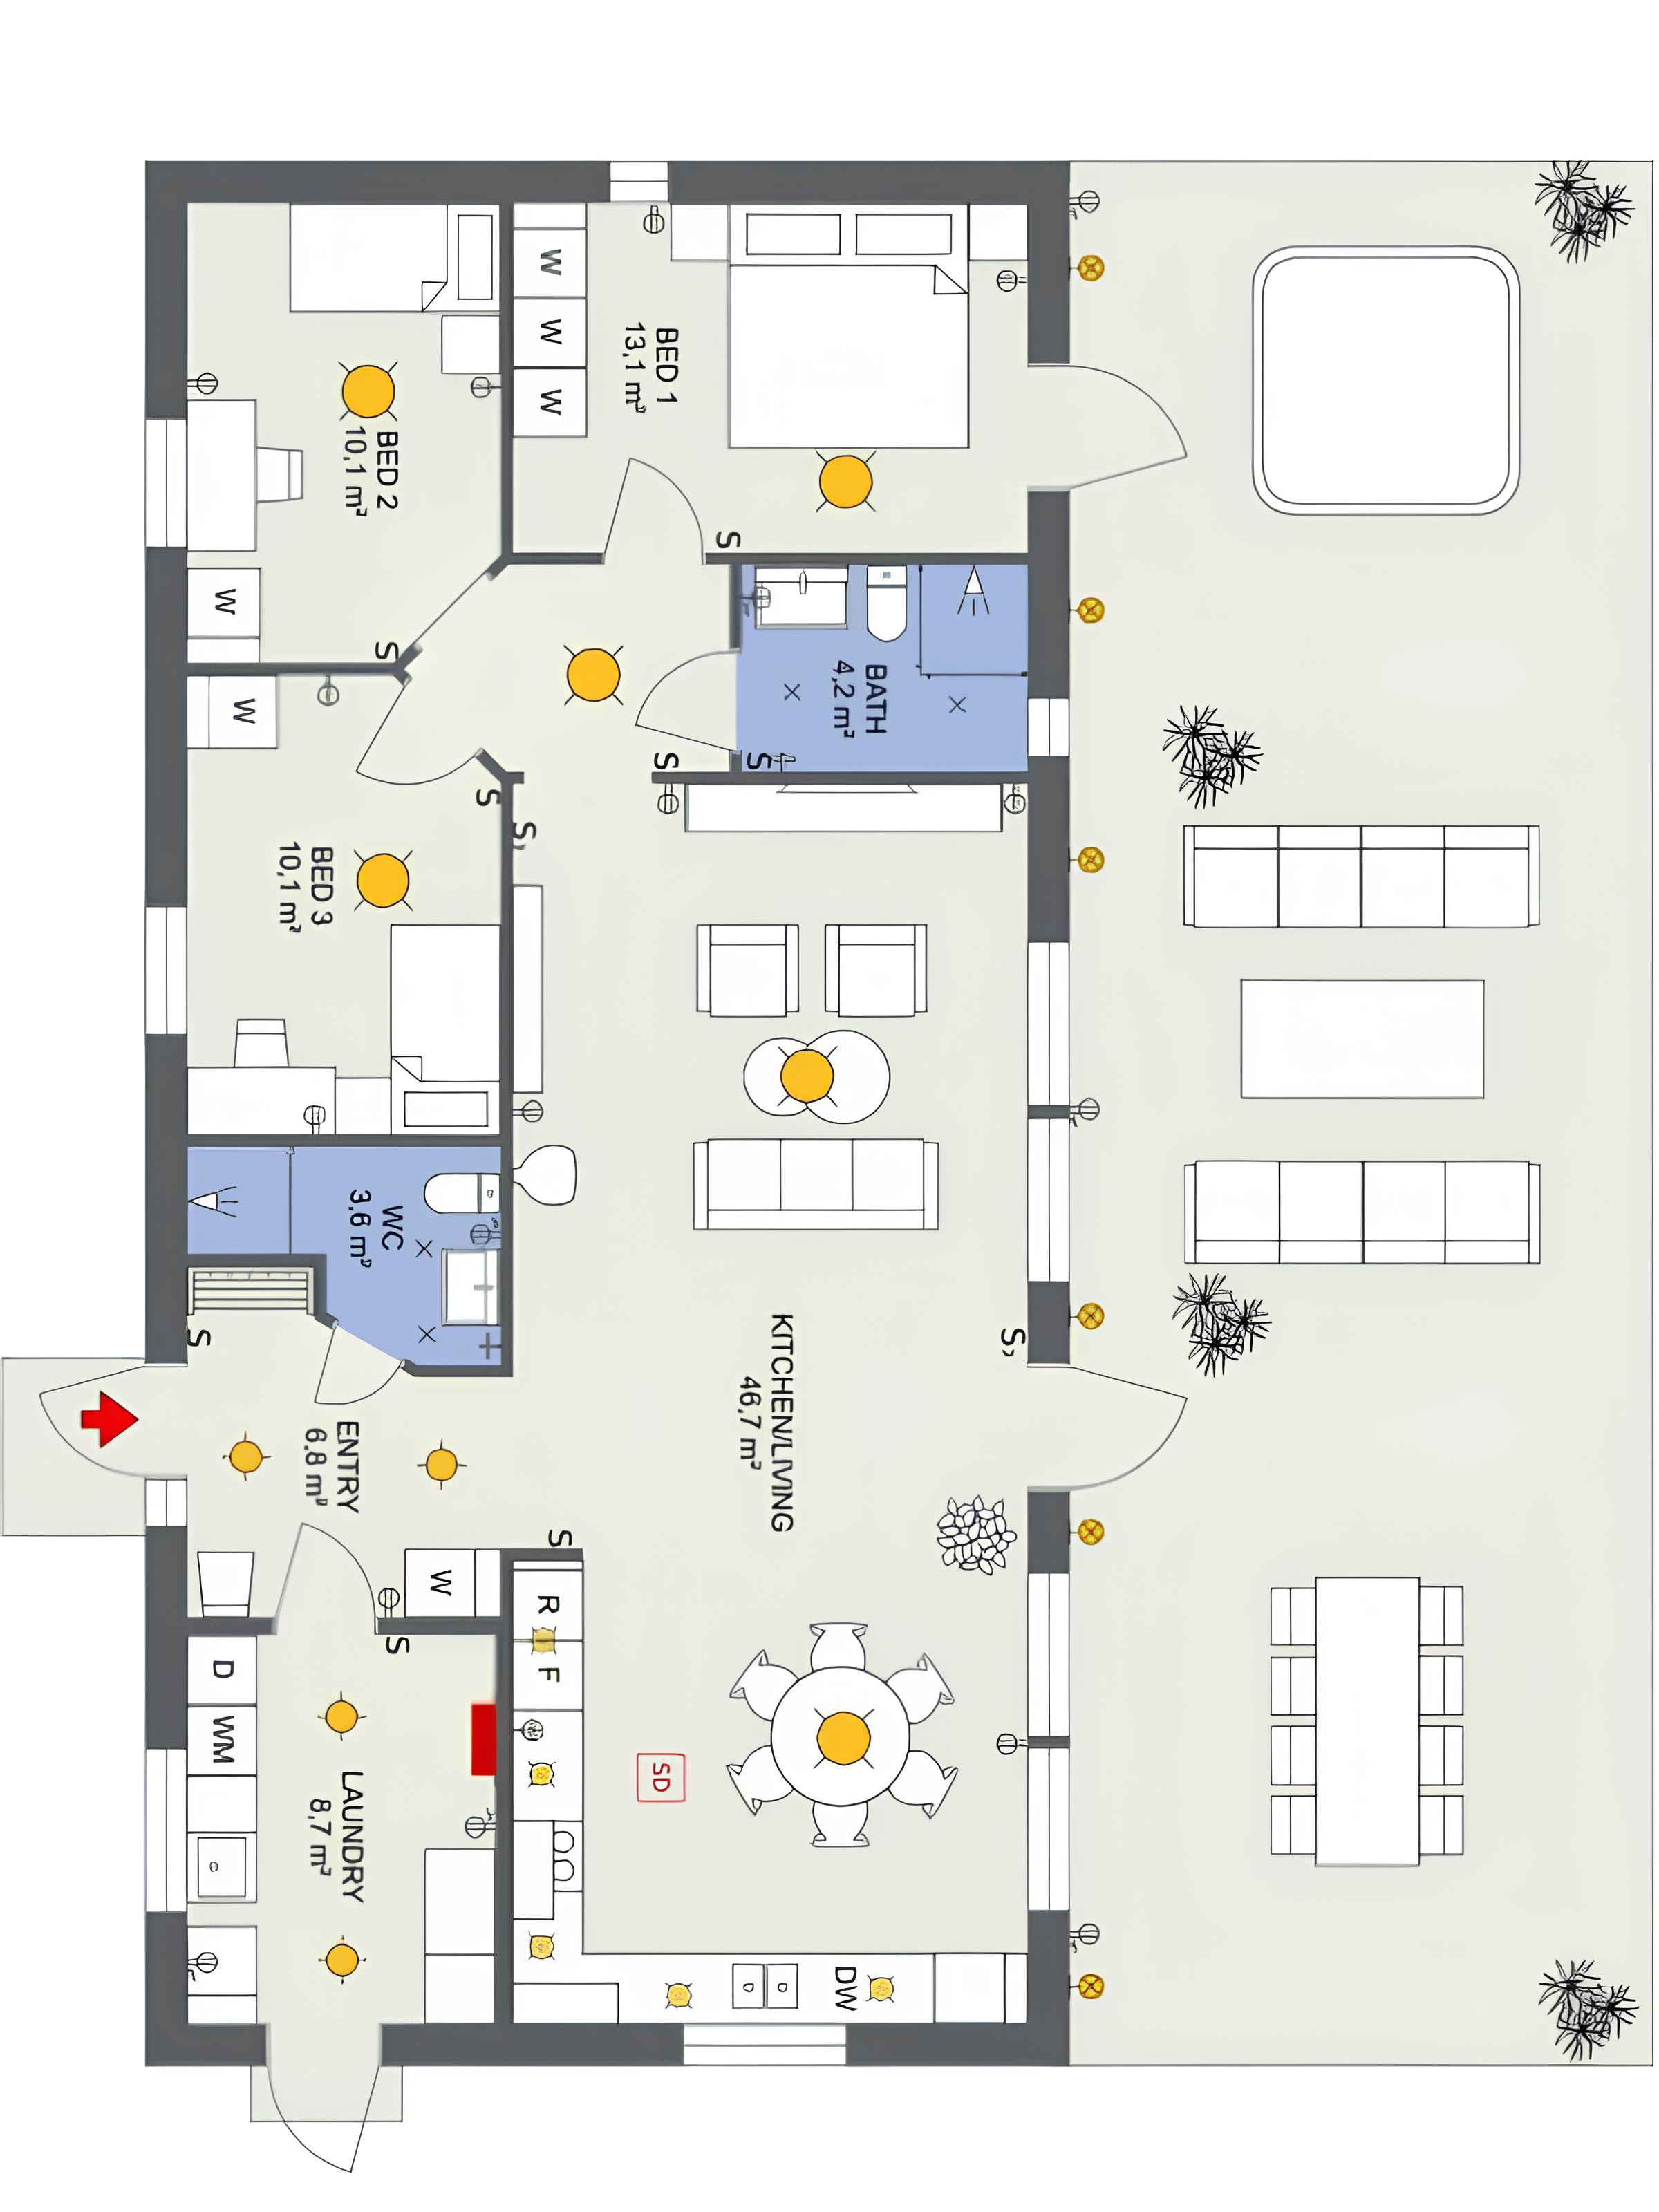 BED 2
10,1 m²
W
S
W
W
W
BED 1
13,1 m²
S
BATH
4,2 m²
S
S
W
S
S,
BED 3
10,1 m²
WC
3,6 m²
S
ENTRY
6,8 m²
W
S
S
KITCHEN/LIVING
46,7 m²
S,
R
F
SD
D
WM
LAUNDRY
8,7 m²
DW